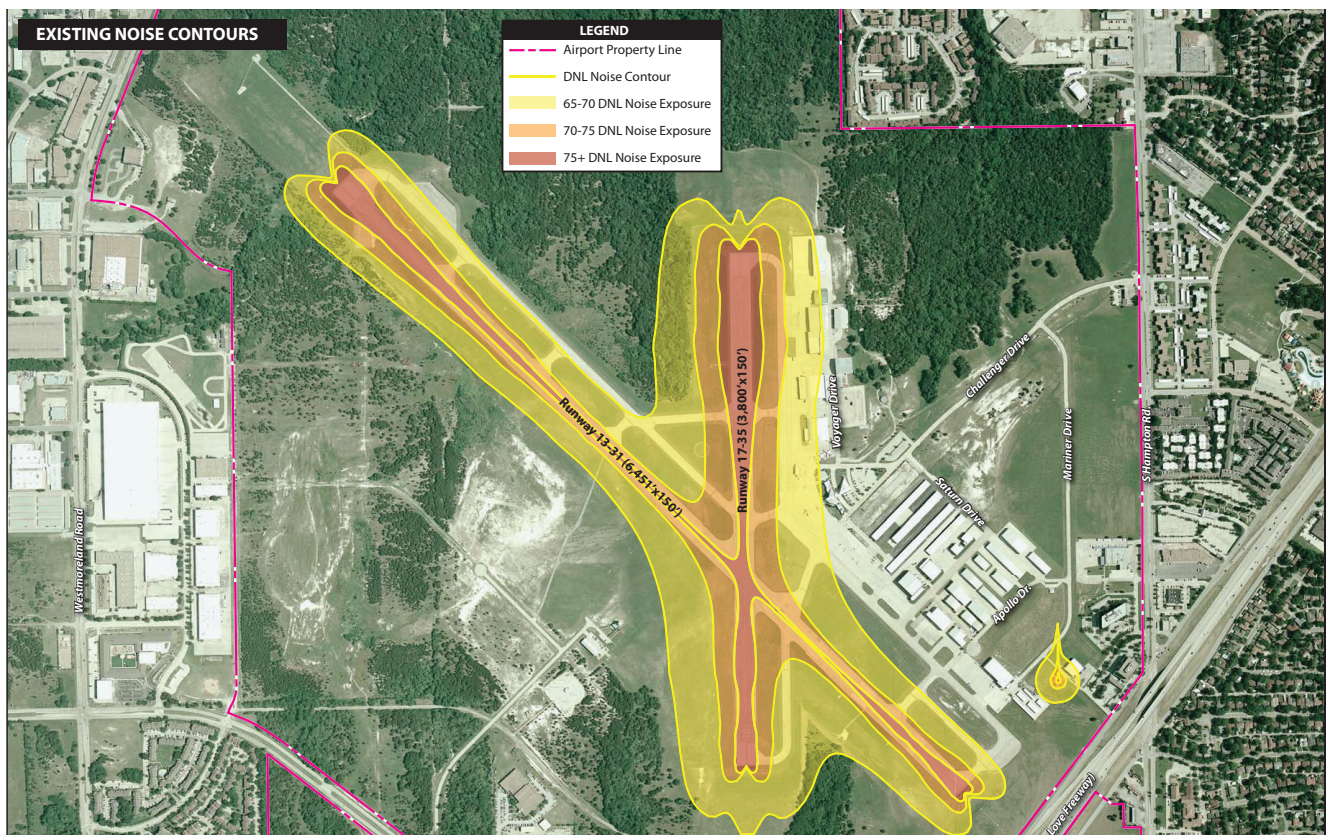 EXISTING NOISE CONTOURS
LEGEND
Airport Property Line
DNL Noise Contour
65-70 DNL Noise Exposure
70-75 DNL Noise Exposure
75+ DNL Noise Exposure
Runway 13-31 (6,451'x150')
Runway 17-35 (3,800'x150')
Voyager Drive
Challenger Drive
Mariner Drive
S Hampton Rd.
Saturn Drive
Apollo Dr.
Westmoreland Road
Love Freeway)